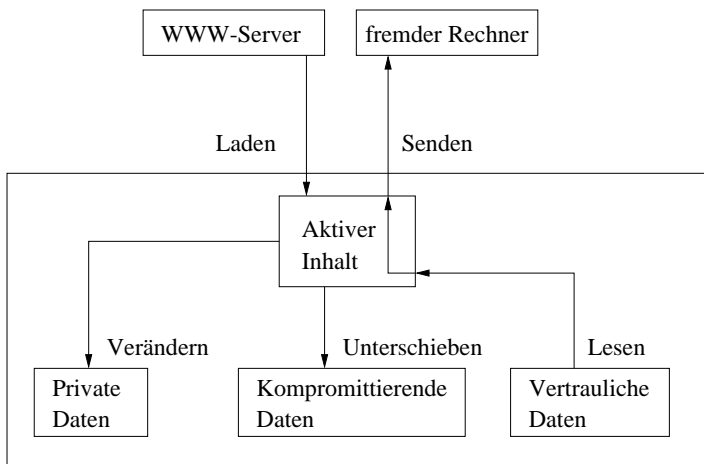 WWW-Server
fremder Rechner
Laden
Senden
Aktiver
Inhalt
Verändern
Unterschieben
Lesen
Private
Daten
Kompromittierende
Daten
Vertrauliche
Daten